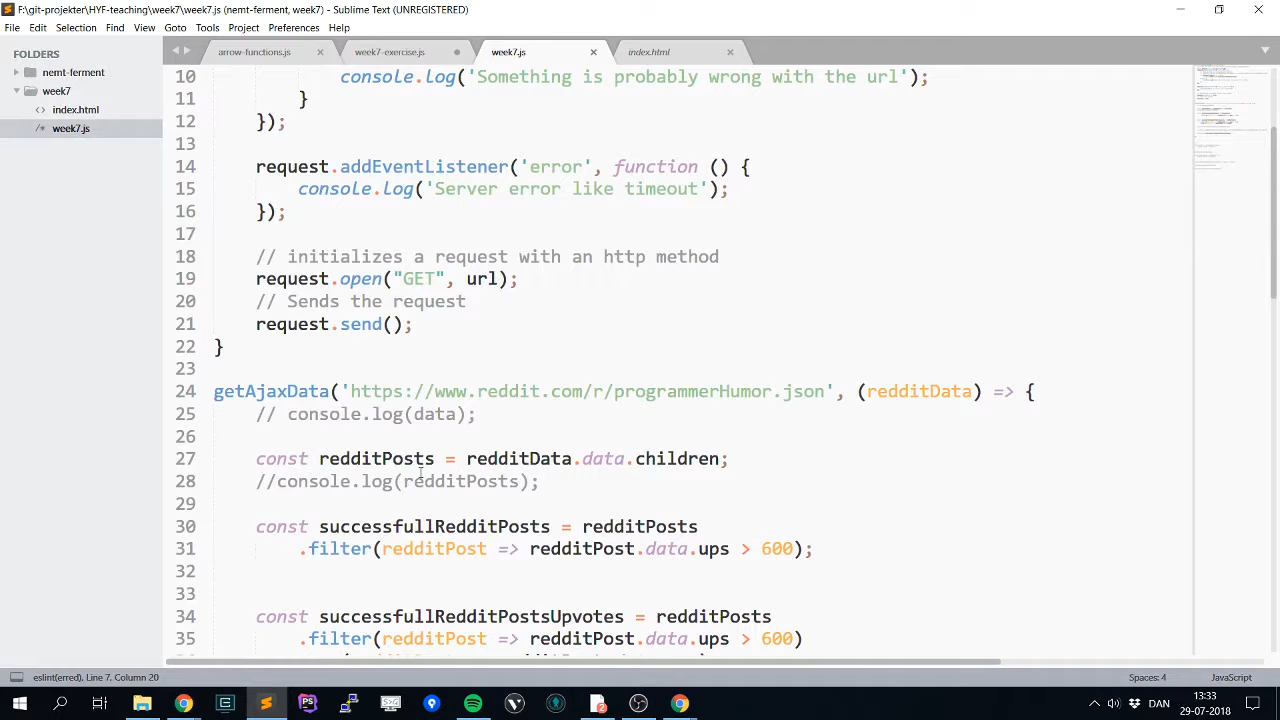 F:\git-projekter\HYF-teaching\week7\week7.js (nemt-ferment, week7) - Sublime Text (UNREGISTERED)
File Edit Selection Find View Goto Tools Project Preferences Help
FOLDERS
nemt-ferment
week7
index.html
week7.js
arrow-functions.js
week7-exercise.js
week7.js
index.html
10 console.log('Something is probably wrong with the url');
11 }
12 });
13
14 request.addEventListener('error', function () {
15 console.log('Server error like timeout');
16 });
17
18 // initializes a request with an http method
19 request.open("GET", url);
20 // Sends the request
21 request.send();
22 }
23
24 getAjaxData('https://www.reddit.com/r/programmerHumor.json', (redditData) => {
25 // console.log(data);
26
27 const redditPosts = redditData.data.children;
28 //console.log(redditPosts);
29
30 const successfullRedditPosts = redditPosts
31 .filter(redditPost => redditPost.data.ups > 600);
32
33
34 const successfullRedditPostsUpvotes = redditPosts
35 .filter(redditPost => redditPost.data.ups > 600)
eslint(erred), Line 7, Column 20
Spaces: 4
JavaScript
DAN
13:33
29-07-2018